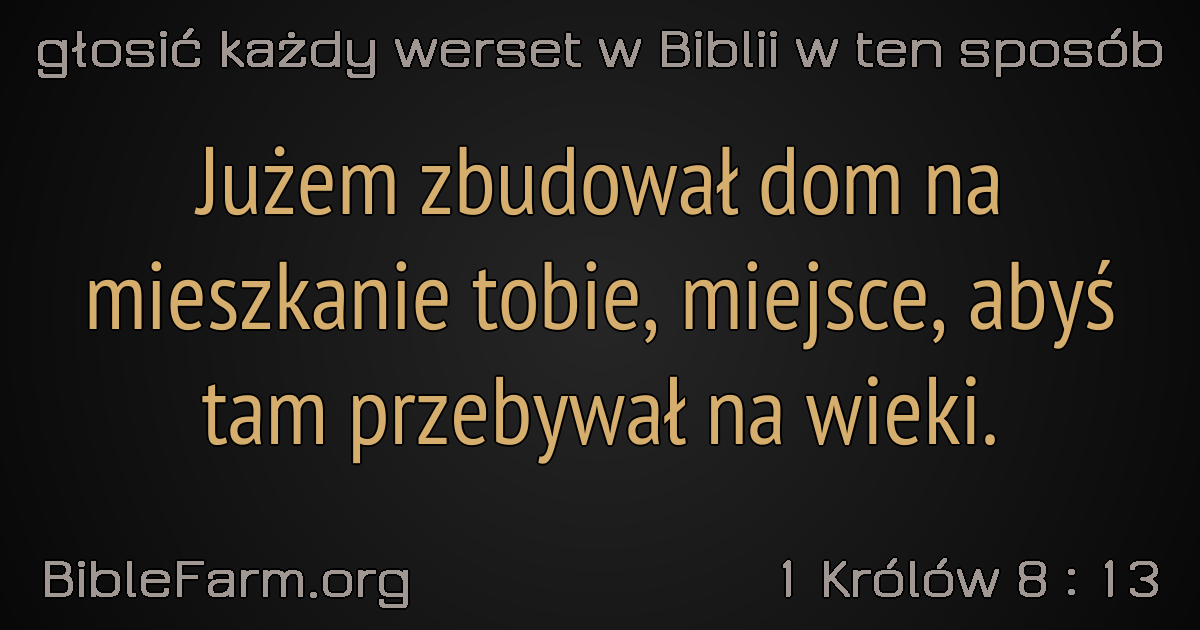 głosić każdy werset w Biblii w ten sposób
Jużem zbudował dom na
mieszkanie tobie, miejsce, abyś
tam przebywał na wieki.
BibleFarm.org
1 Królów 8 : 13